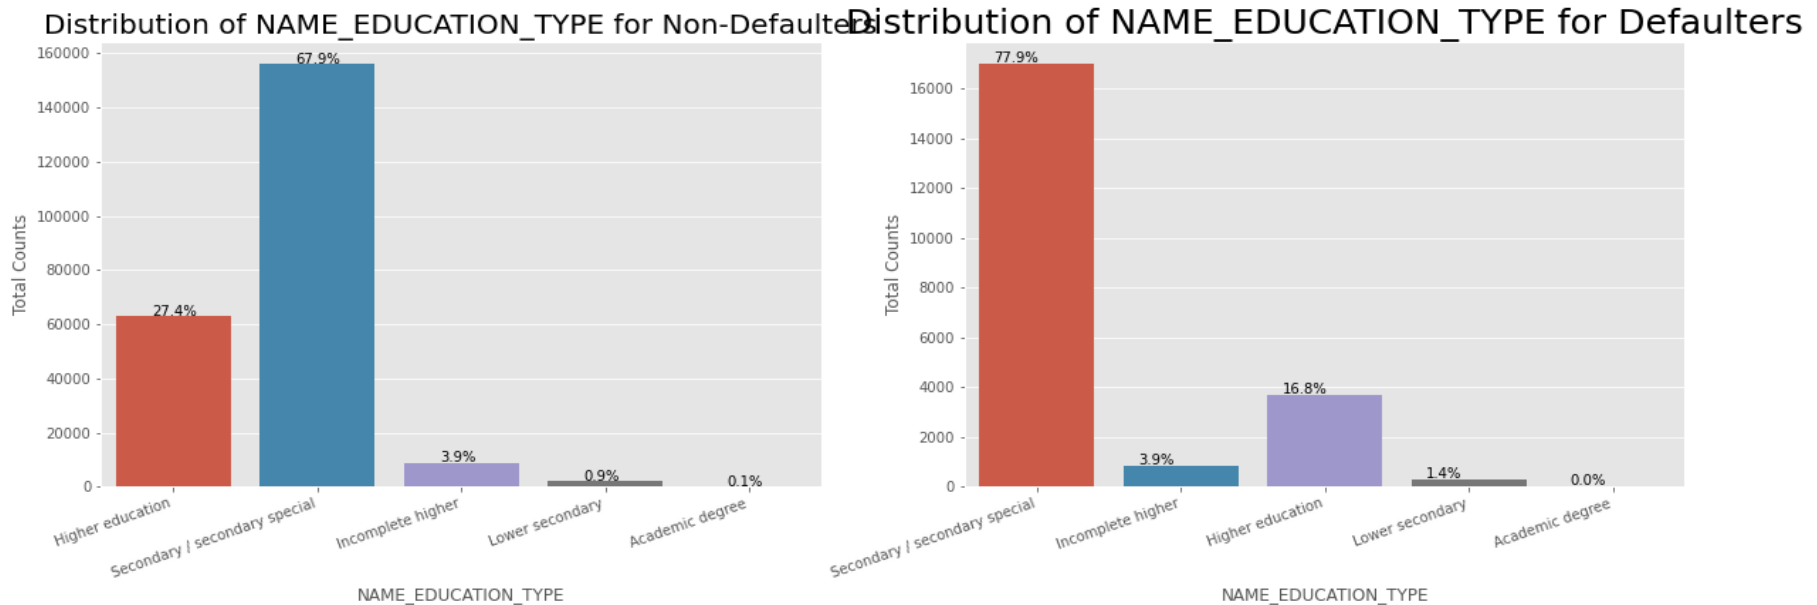 Distribution of NAME_EDUCATION_TYPE for Non-Defaulters
160000
140000
120000
100000
80000
60000
40000
20000
0
Total Counts
27.4%
67.9%
3.9%
0.9%
0.1%
Higher education
Secondary / secondary special
Incomplete higher
Lower secondary
Academic degree
NAME_EDUCATION_TYPE
Distribution of NAME_EDUCATION_TYPE for Defaulters
16000
14000
12000
10000
8000
6000
4000
2000
0
Total Counts
77.9%
3.9%
16.8%
1.4%
0.0%
Secondary / secondary special
Incomplete higher
Higher education
Lower secondary
Academic degree
NAME_EDUCATION_TYPE